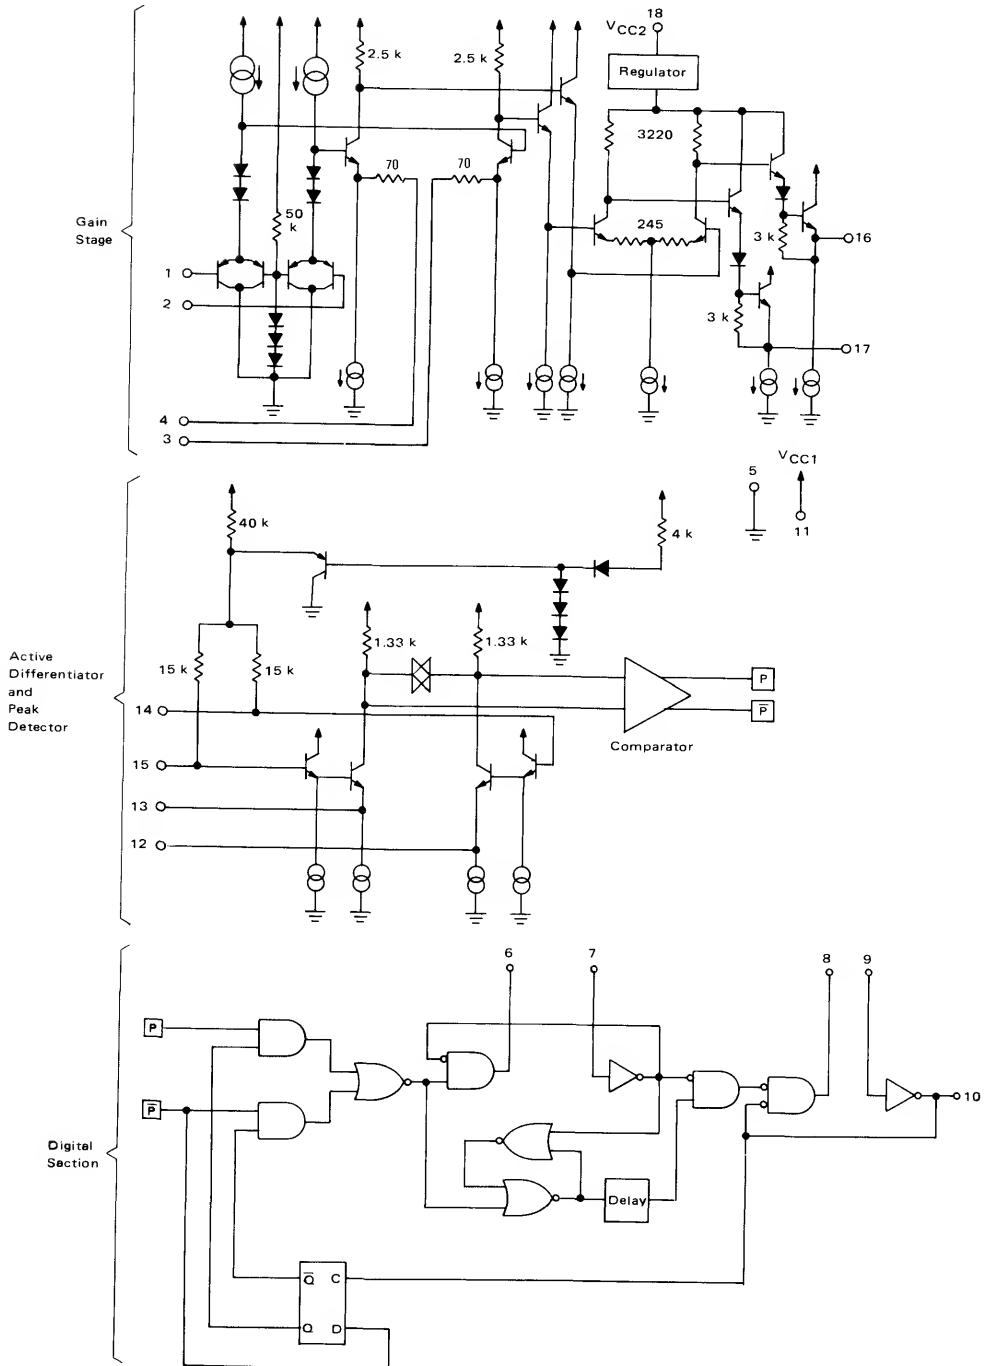 18
VCC2
2.5 k
2.5 k
Regulator
3220
70
70
50
k
245
Gain
Stage
3 k
16
1
2
3 k
17
4
3
VCC1
5
11
40 k
4 k
1.33 k
1.33 k
15 k
15 k
Active
Differentiator
and
Peak
Detector
P
14
P̅
Comparator
15
13
12
6
7
8
9
P
10
P̅
Digital
Saction
Delay
Q̅ C
Q D